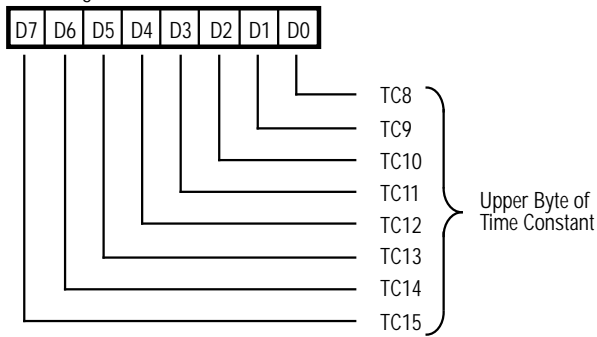 D7 D6 D5 D4 D3 D2 D1 D0
TC8
TC9
TC10
TC11
TC12
TC13
TC14
TC15
Upper Byte of
Time Constant